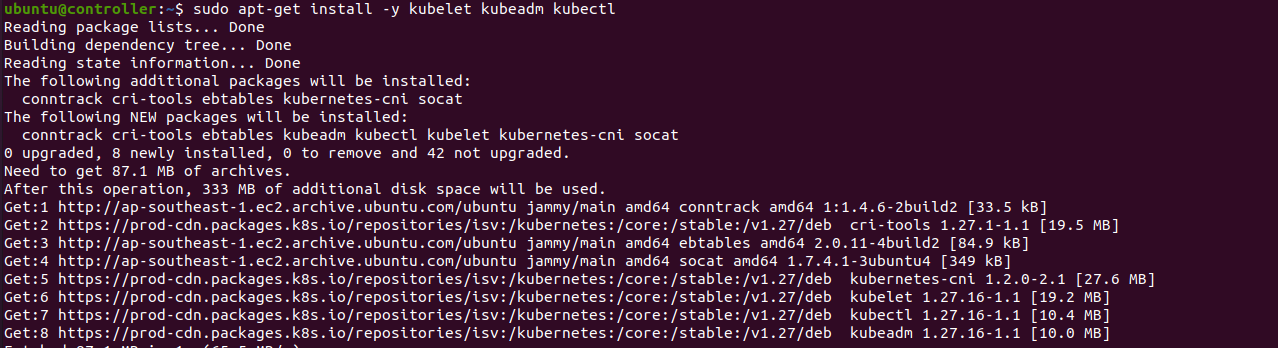 ubuntu@controller:~$ sudo apt-get install -y kubelet kubeadm kubectl
Reading package lists... Done
Building dependency tree... Done
Reading state information... Done
The following additional packages will be installed:
  conntrack cri-tools ebtables kubernetes-cni socat
The following NEW packages will be installed:
  conntrack cri-tools ebtables kubeadm kubectl kubelet kubernetes-cni socat
0 upgraded, 8 newly installed, 0 to remove and 42 not upgraded.
Need to get 87.1 MB of archives.
After this operation, 333 MB of additional disk space will be used.
Get:1 http://ap-southeast-1.ec2.archive.ubuntu.com/ubuntu jammy/main amd64 conntrack amd64 1:1.4.6-2build2 [33.5 kB]
Get:2 https://prod-cdn.packages.k8s.io/repositories/isv:/kubernetes:/core:/stable:/v1.27/deb  cri-tools 1.27.1-1.1 [19.5 MB]
Get:3 http://ap-southeast-1.ec2.archive.ubuntu.com/ubuntu jammy/main amd64 ebtables amd64 2.0.11-4build2 [84.9 kB]
Get:4 http://ap-southeast-1.ec2.archive.ubuntu.com/ubuntu jammy/main amd64 socat amd64 1.7.4.1-3ubuntu4 [349 kB]
Get:5 https://prod-cdn.packages.k8s.io/repositories/isv:/kubernetes:/core:/stable:/v1.27/deb  kubernetes-cni 1.2.0-2.1 [27.6 MB]
Get:6 https://prod-cdn.packages.k8s.io/repositories/isv:/kubernetes:/core:/stable:/v1.27/deb  kubelet 1.27.16-1.1 [19.2 MB]
Get:7 https://prod-cdn.packages.k8s.io/repositories/isv:/kubernetes:/core:/stable:/v1.27/deb  kubectl 1.27.16-1.1 [10.4 MB]
Get:8 https://prod-cdn.packages.k8s.io/repositories/isv:/kubernetes:/core:/stable:/v1.27/deb  kubeadm 1.27.16-1.1 [10.0 MB]